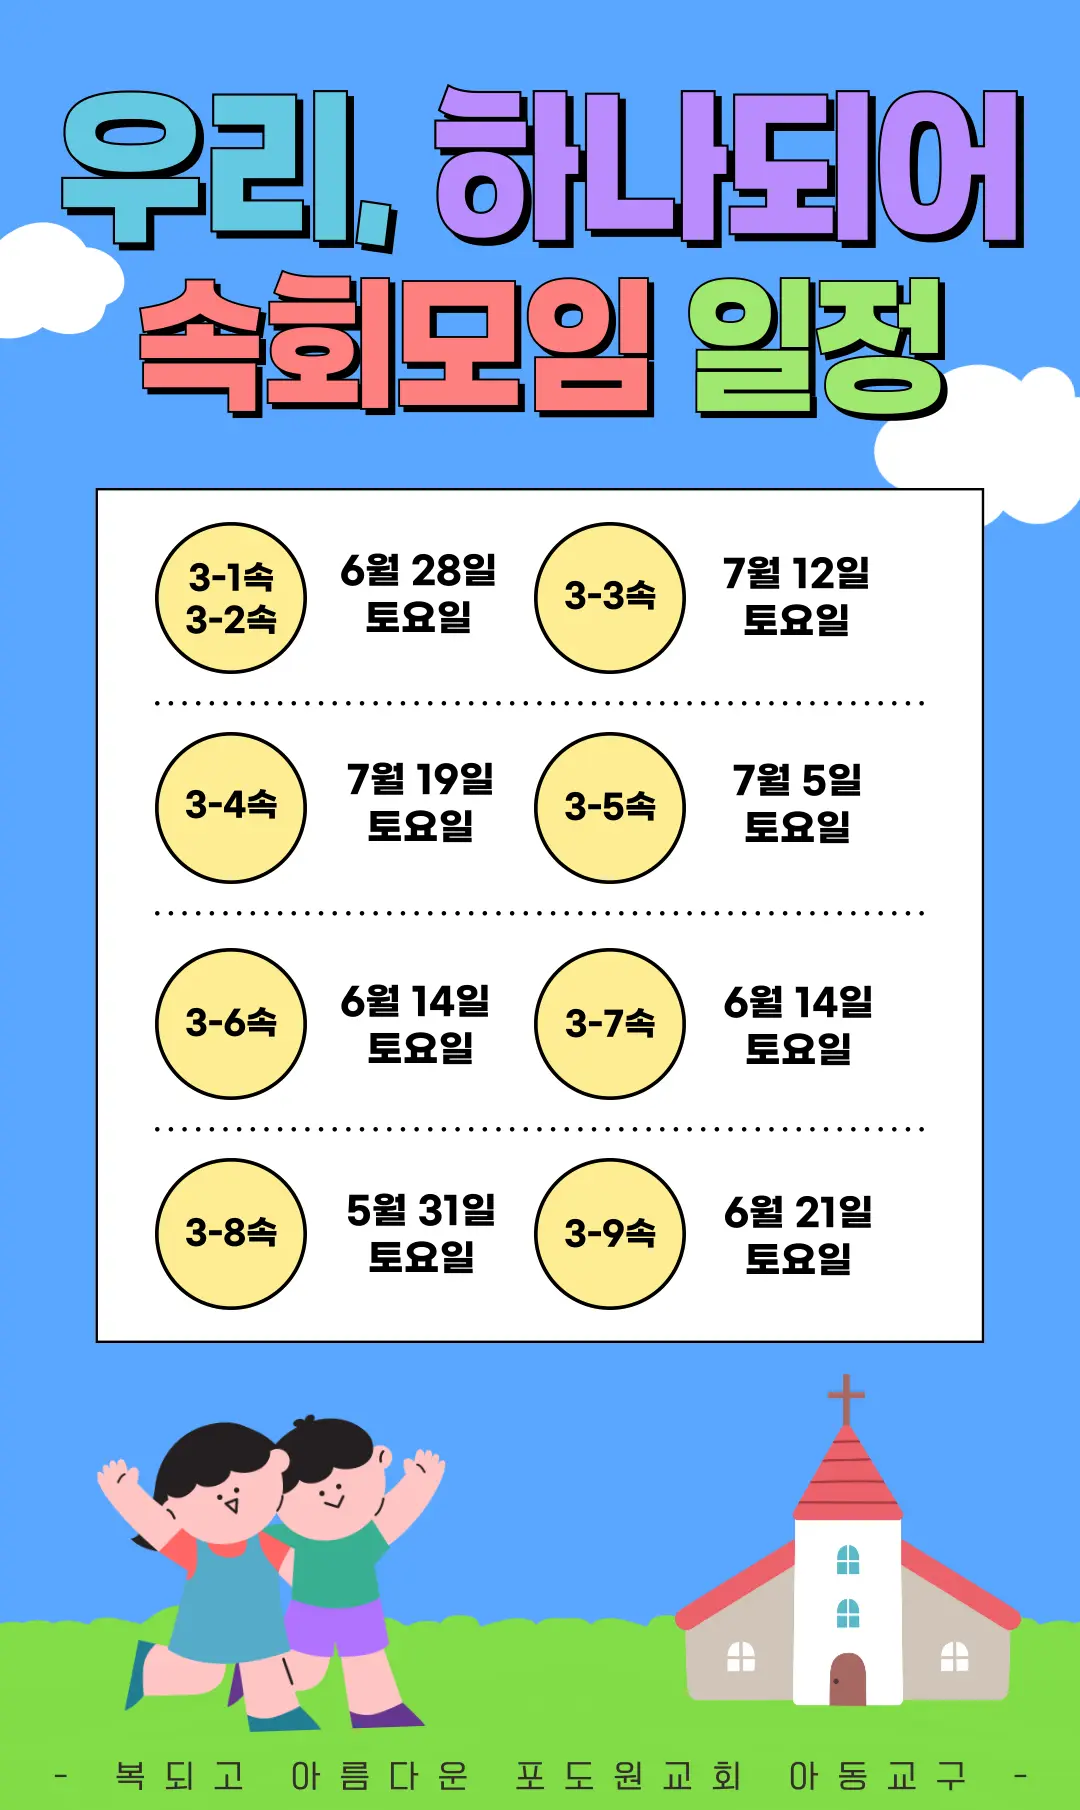 우리, 하나되어
속회모임 일정
3-1속
3-2속
6월 28일
토요일
3-3속
7월 12일
토요일
3-4속
7월 19일
토요일
3-5속
7월 5일
토요일
3-6속
6월 14일
토요일
3-7속
6월 14일
토요일
3-8속
5월 31일
토요일
3-9속
6월 21일
토요일
- 복되고 아름다운 포도원교회 아동교구 -